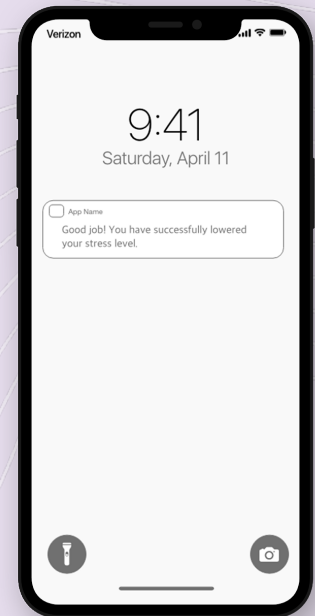 Verizon
9:41
Saturday, April 11
App Name
Good job! You have successfully lowered
your stress level.